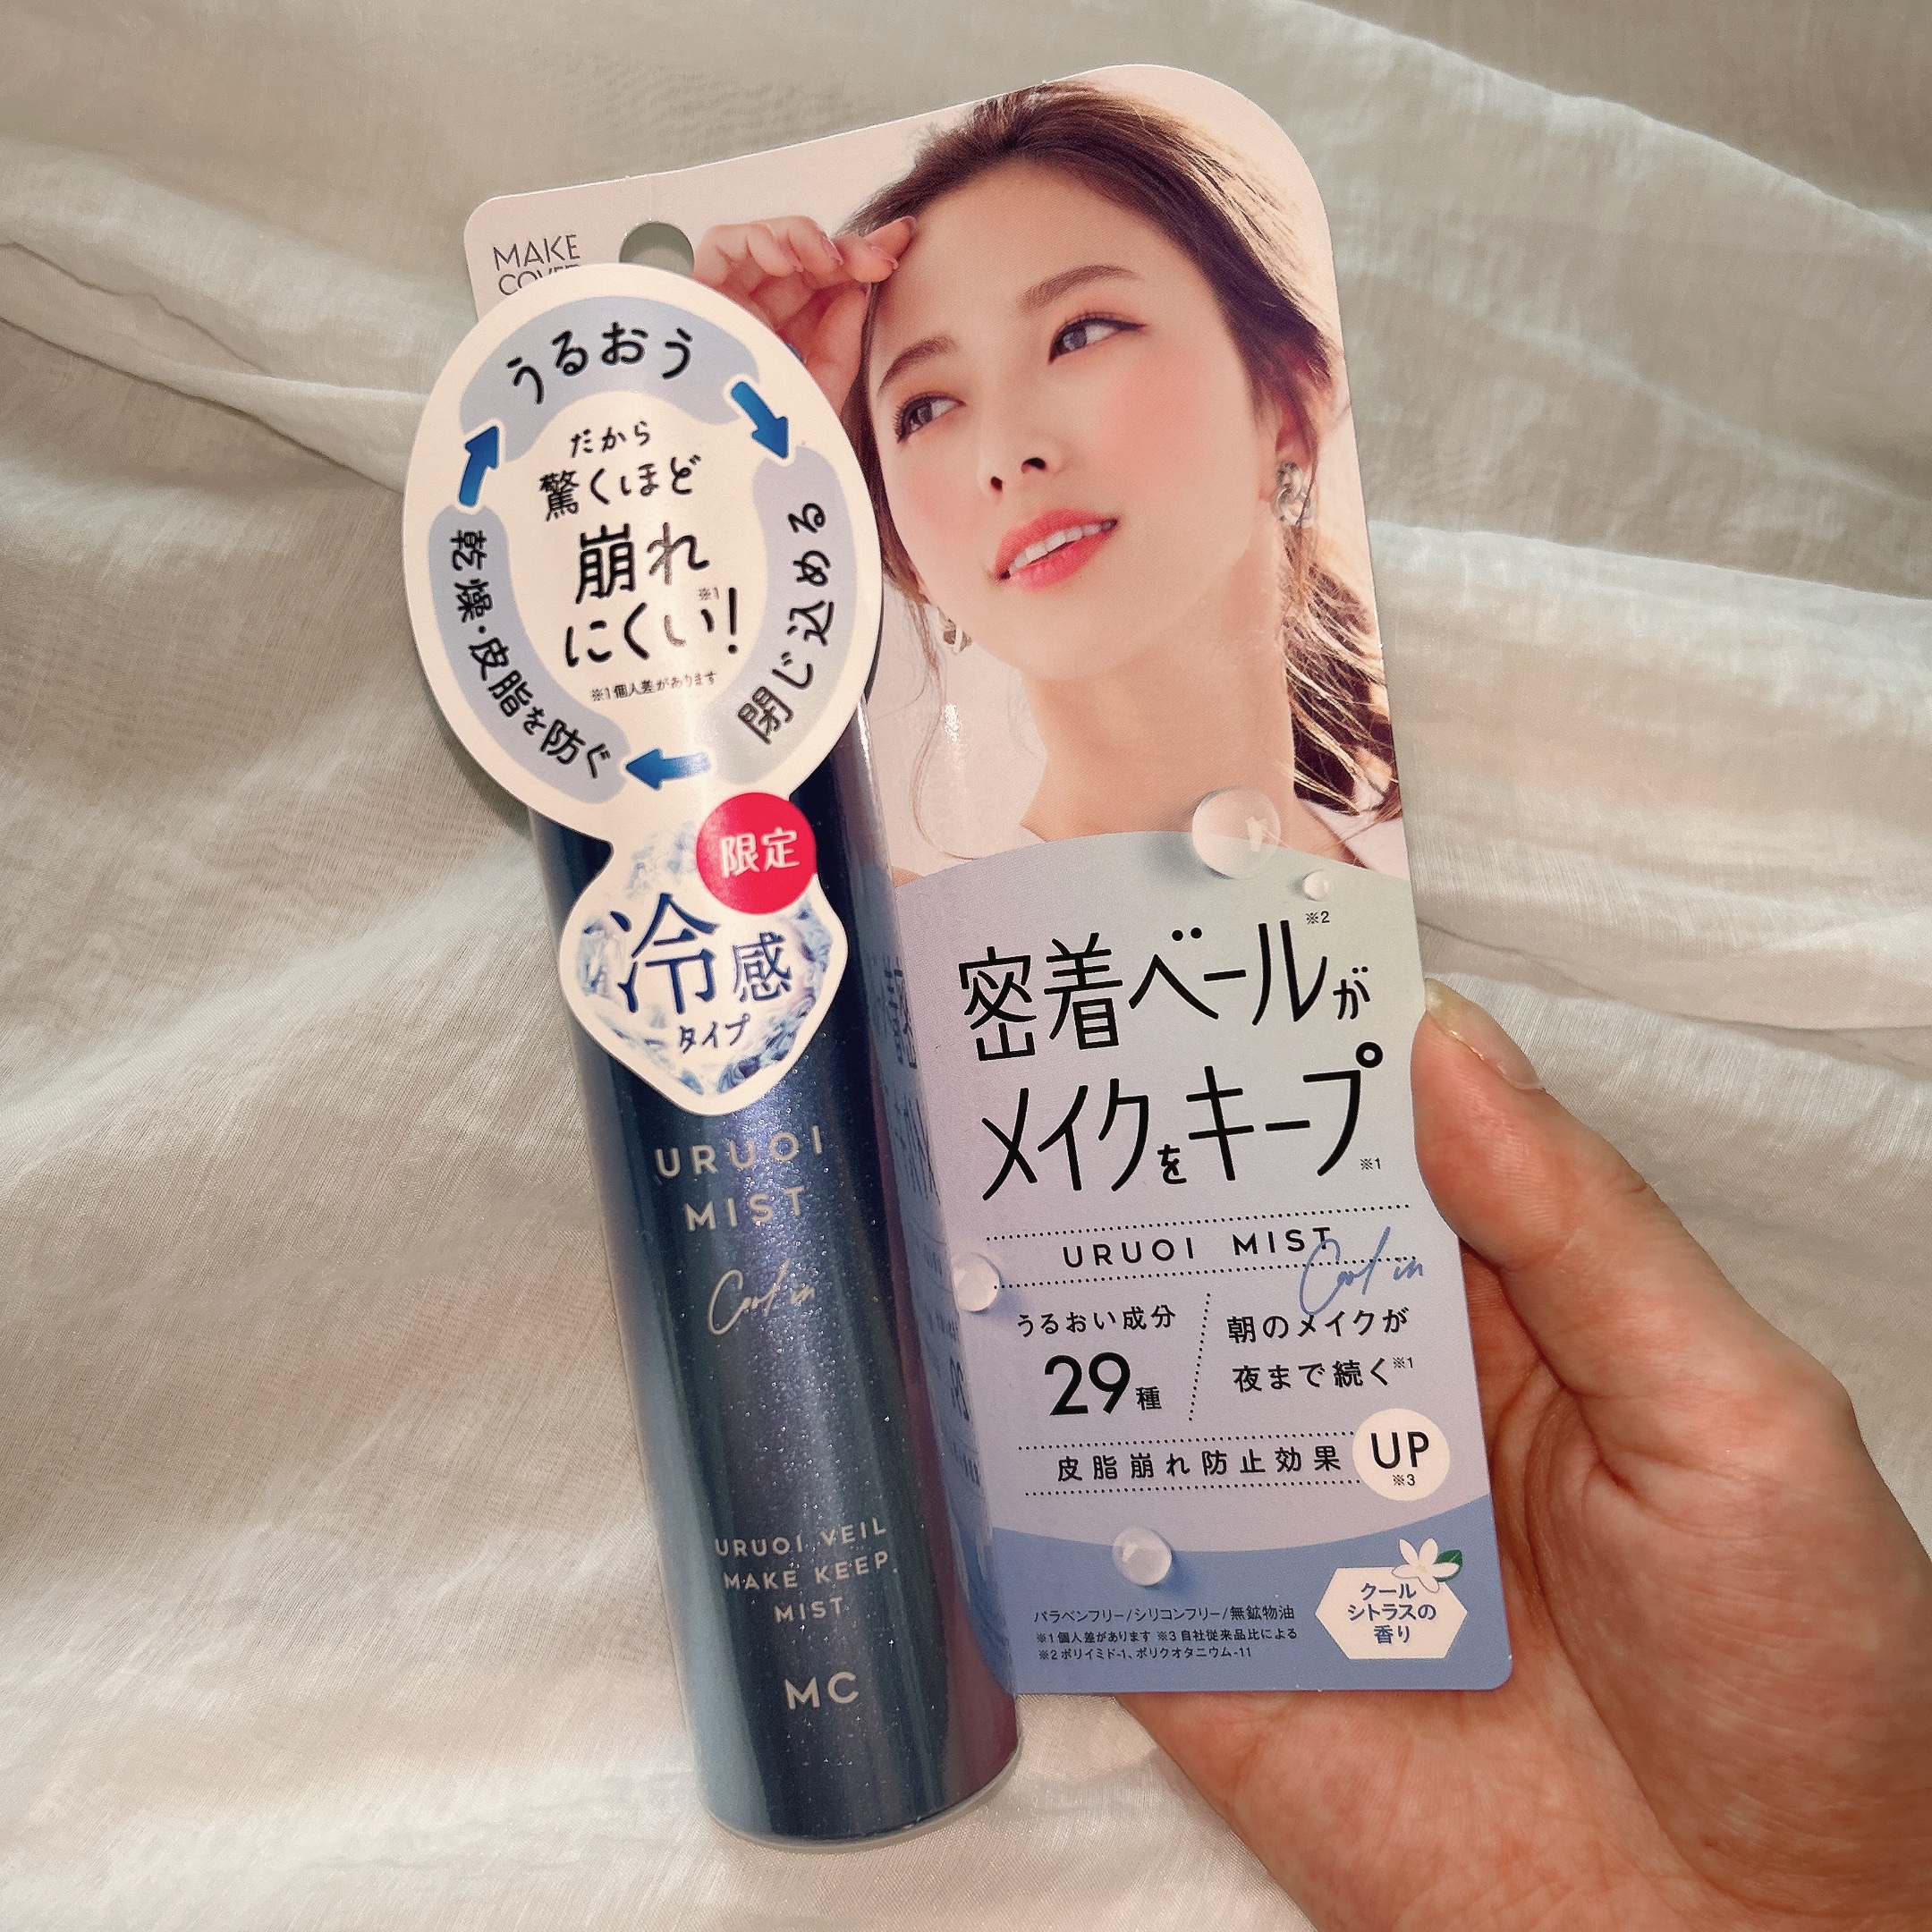 MAKE
COVER
うるおう
閉じ込める
乾燥・皮脂を防ぐ
だから
驚くほど
崩れ
にくい!※1
※1個人差があります
限定
冷感
タイプ
URUOI
MIST
Cool in
URUOI VEIL
MAKE KEEP
MIST
MC
密着ベール※2が
メイクをキープ※1
URUOI MIST
Cool in
うるおい成分
29種
朝のメイクが
夜まで続く※1
皮脂崩れ防止効果
UP
※3
クール
シトラスの
香り
パラベンフリー/シリコンフリー/無鉱物油
※1個人差があります ※3自社従来品比による
※2ポリイミド-1、ポリクオタニウム-11